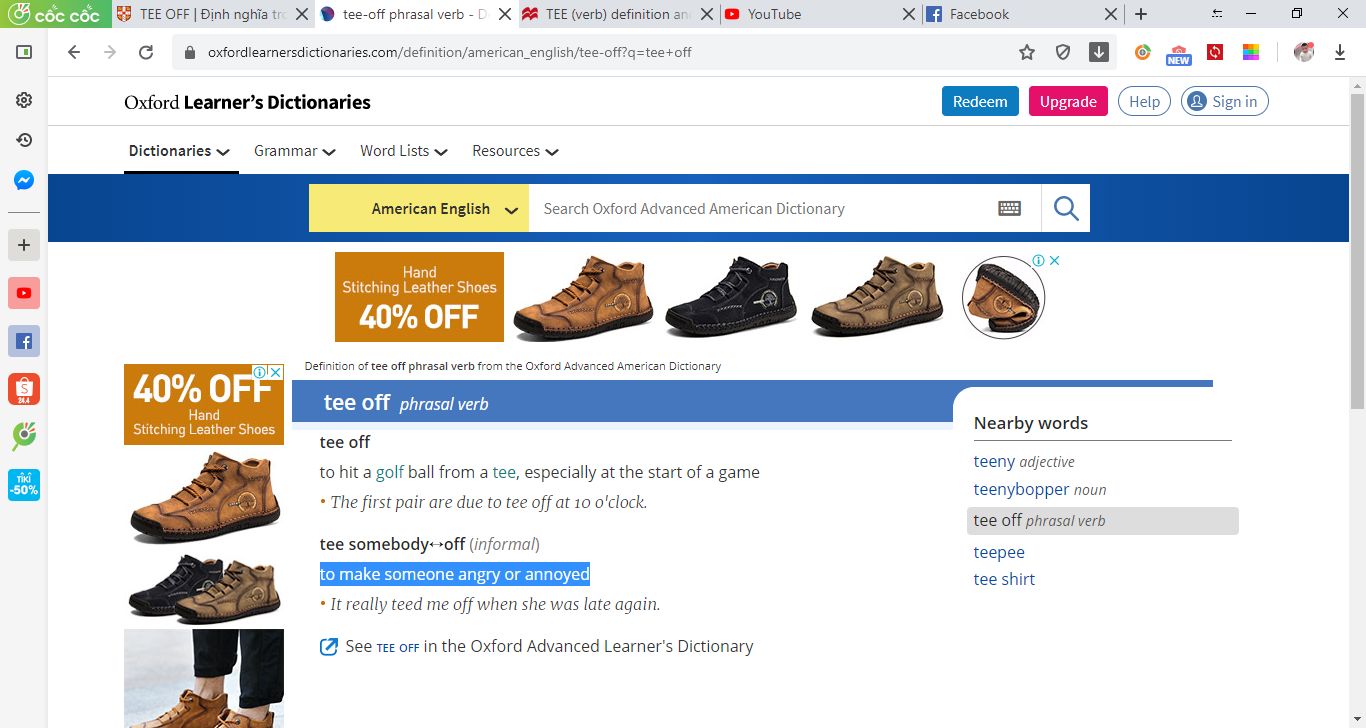 cốc cốc
TEE OFF | Định nghĩa tro
tee-off phrasal verb - D
TEE (verb) definition an
YouTube
Facebook
oxfordlearnersdictionaries.com/definition/american_english/tee-off?q=tee+off
NEW
Oxford Learner's Dictionaries
Redeem
Upgrade
Help
Sign in
Dictionaries
Grammar
Word Lists
Resources
American English
Search Oxford Advanced American Dictionary
Hand
Stitching Leather Shoes
40% OFF
Definition of tee off phrasal verb from the Oxford Advanced American Dictionary
40% OFF
Hand
Stitching Leather Shoes
tee off phrasal verb
tee off
to hit a golf ball from a tee, especially at the start of a game
• The first pair are due to tee off at 10 o'clock.
tee somebody↔off (informal)
to make someone angry or annoyed
• It really teed me off when she was late again.
See TEE OFF in the Oxford Advanced Learner's Dictionary
Nearby words
teeny adjective
teenybopper noun
tee off phrasal verb
teepee
tee shirt
24.4
TIKI
-50%